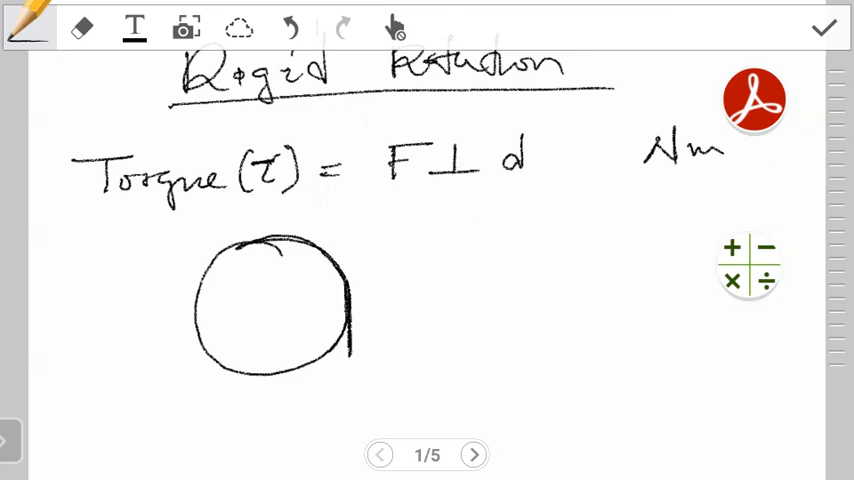 Rigid Rotation
Torque (τ) = F ⊥ d Nm
1/5